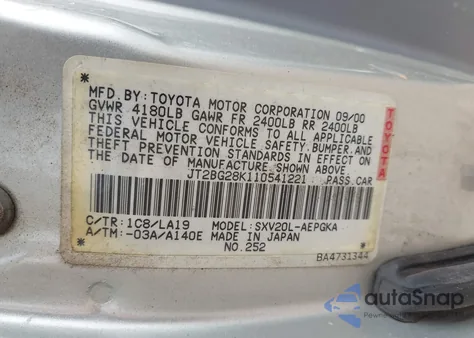 MFD.BY:TOYOTA MOTOR CORPORATION 09/00
GVWR 4180LB GAWR FR 2400LB RR 2400LB
THIS VEHICLE CONFORMS TO ALL APPLICABLE
FEDERAL MOTOR VEHICLE SAFETY,BUMPER,AND
THEFT PREVENTION STANDARDS IN EFFECT ON THE
DATE OF MANUFACTURE SHOWN ABOVE.
JT2BG28K110541221 PASS.CAR
C/TR:1C8/LA19 MODEL:SXV20L-AEPGKA
A/TM:-03A/A140E MADE IN JAPAN
NO.252
BA4731344
TOYOTA
autoSnap